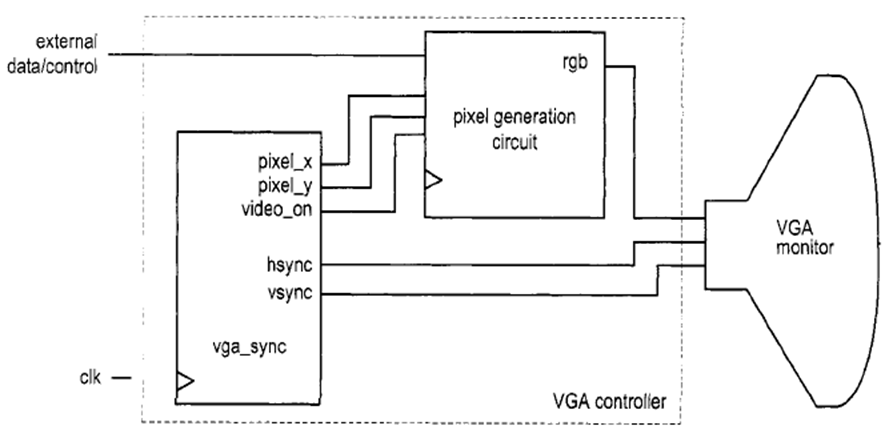 external
data/control
rgb
pixel generation
circuit
pixel_x
pixel_y
video_on
hsync
vsync
vga_sync
clk
VGA
monitor
VGA controller